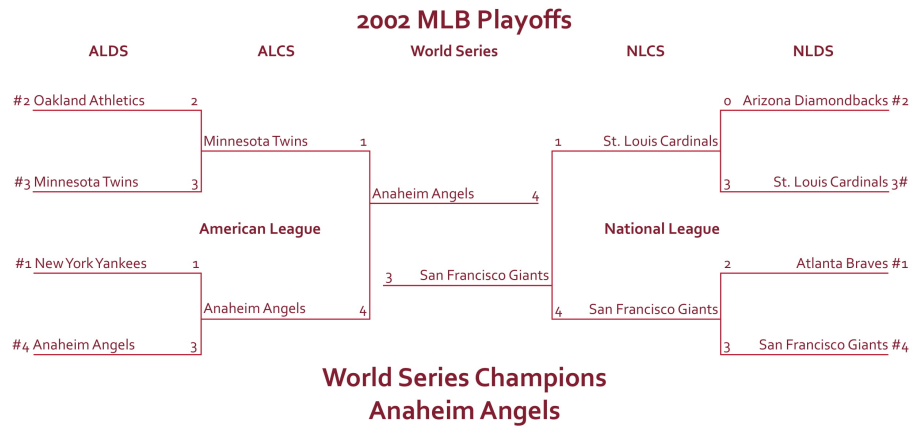 2002 MLB Playoffs
ALDS ALCS World Series NLCS NLDS
#2 Oakland Athletics 2 0 Arizona Diamondbacks #2
Minnesota Twins 1 1 St. Louis Cardinals
#3 Minnesota Twins 3 3 St. Louis Cardinals 3#
Anaheim Angels 4
American League National League
#1 New York Yankees 1 2 Atlanta Braves #1
3 San Francisco Giants
Anaheim Angels 4 4 San Francisco Giants
#4 Anaheim Angels 3 3 San Francisco Giants #4
World Series Champions
Anaheim Angels